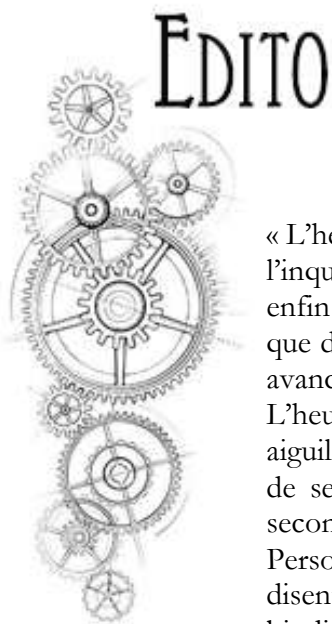 EDITO
« L'he
l'inqu
enfin
que d
avanc
L'heu
aiguil
de se
secon
Perso
disen